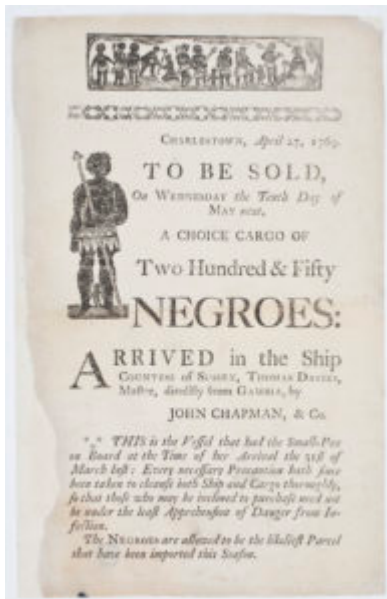 CHARLESTOWN, April 27, 1769.
TO BE SOLD,
On WEDNESDAY the Tenth Day of
MAY next,
A CHOICE CARGO OF
Two Hundred & Fifty
NEGROES:
ARRIVED in the Ship
COUNTESS of SUSSEX, THOMAS DAVIES,
Master, directly from GAMBIA, by
JOHN CHAPMAN, & Co.
*⁎* THIS is the Vessel that had the Small-Pox
on Board at the Time of her Arrival the 31st of
March last: Every necessary Precaution hath since
been taken to cleanse both Ship and Cargo thoroughly,
so that those who may be inclined to purchase need not
be under the least Apprehension of Danger from In-
fection.
The NEGROES are allowed to be the likeliest Parcel
that have been imported this Season.